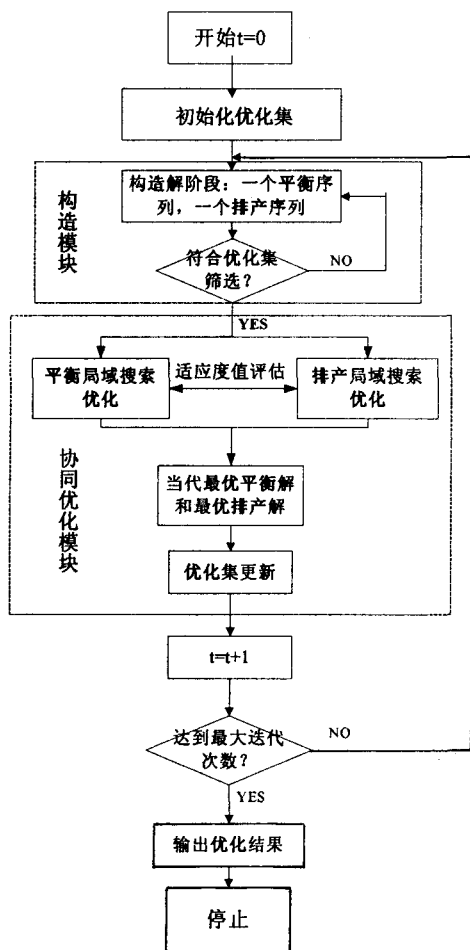 开始t=0
初始化优化集
构造模块
构造解阶段：一个平衡序
列，一个排产序列
符合优化集
筛选？
NO
YES
平衡局域搜索
优化
适应度值评估
排产局域搜索
优化
协同优化模块
当代最优平衡解
和最优排产解
优化集更新
t=t+1
达到最大迭代
次数？
NO
YES
输出优化结果
停止